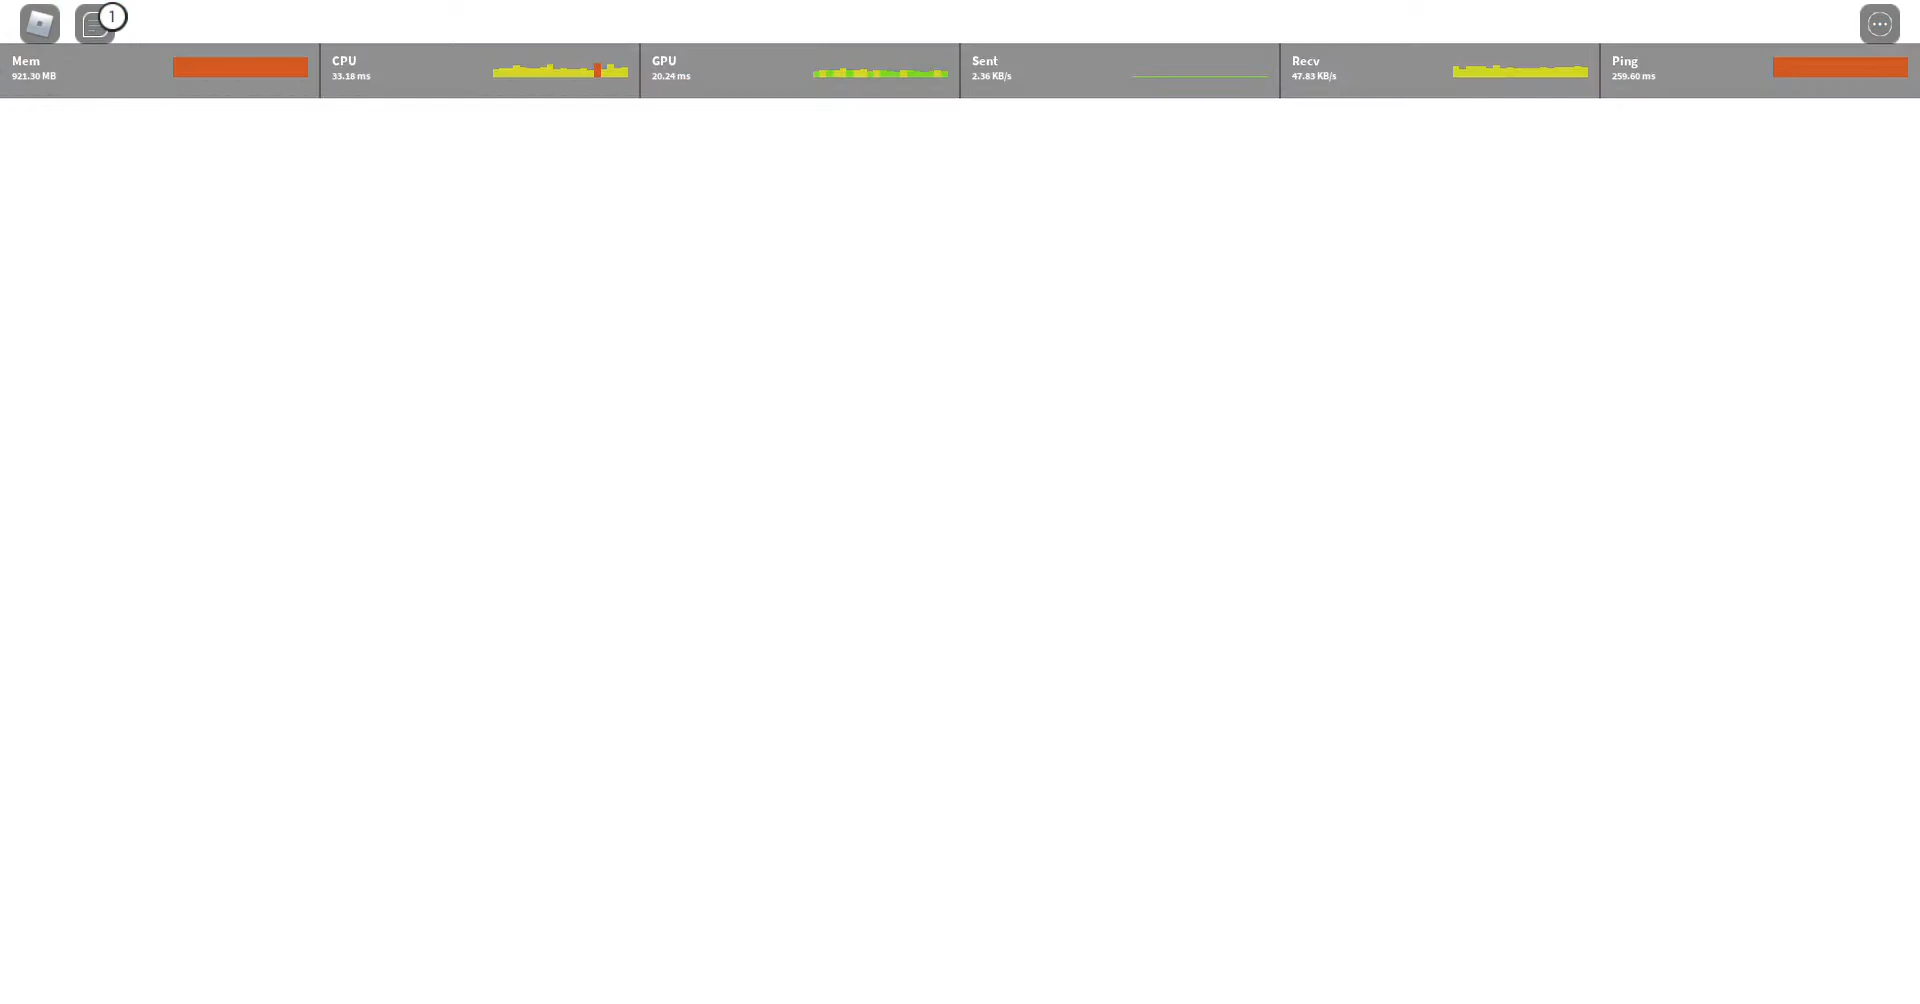 1
Mem
921.30 MB
CPU
33.18 ms
GPU
20.24 ms
Sent
2.36 KB/s
Recv
47.83 KB/s
Ping
259.60 ms